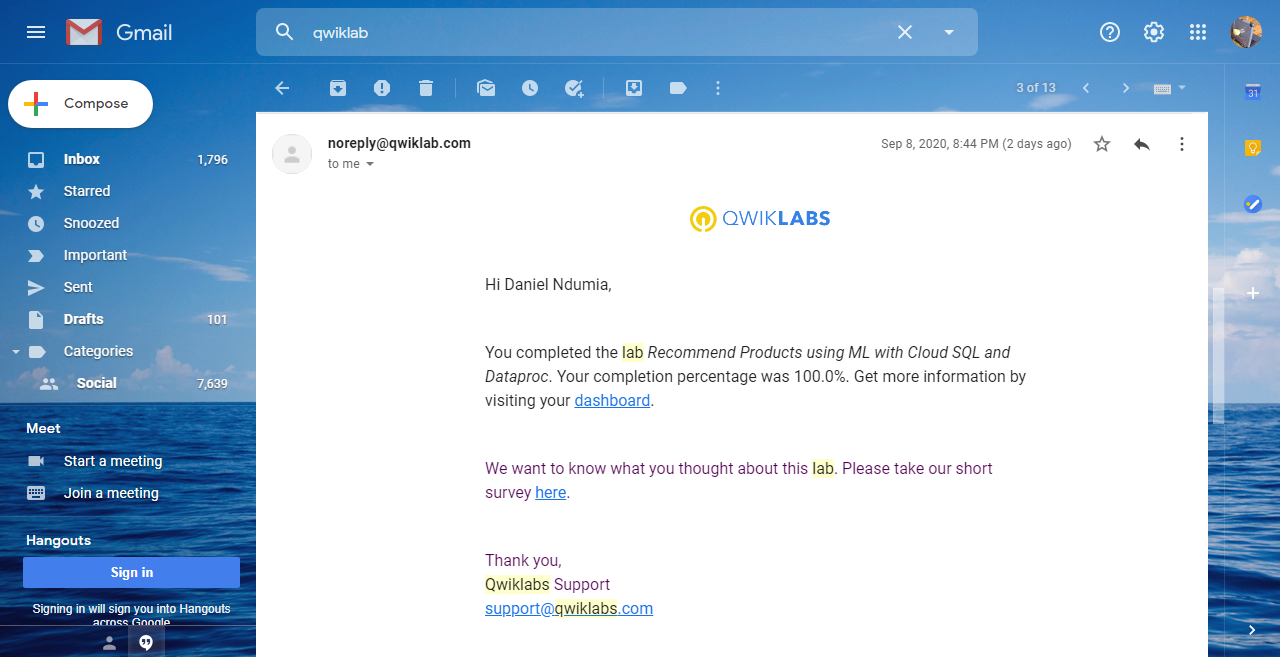 Gmail
qwiklab
Compose
3 of 13
31
Inbox 1,796
Starred
Snoozed
Important
Sent
Drafts 101
Categories
Social 7,639
Meet
Start a meeting
Join a meeting
Hangouts
Sign in
Signing in will sign you into Hangouts
across Google
noreply@qwiklab.com
Sep 8, 2020, 8:44 PM (2 days ago)
to me
QWIKLABS
Hi Daniel Ndumia,
You completed the lab Recommend Products using ML with Cloud SQL and
Dataproc. Your completion percentage was 100.0%. Get more information by
visiting your dashboard.
We want to know what you thought about this lab. Please take our short
survey here.
Thank you,
Qwiklabs Support
support@qwiklabs.com